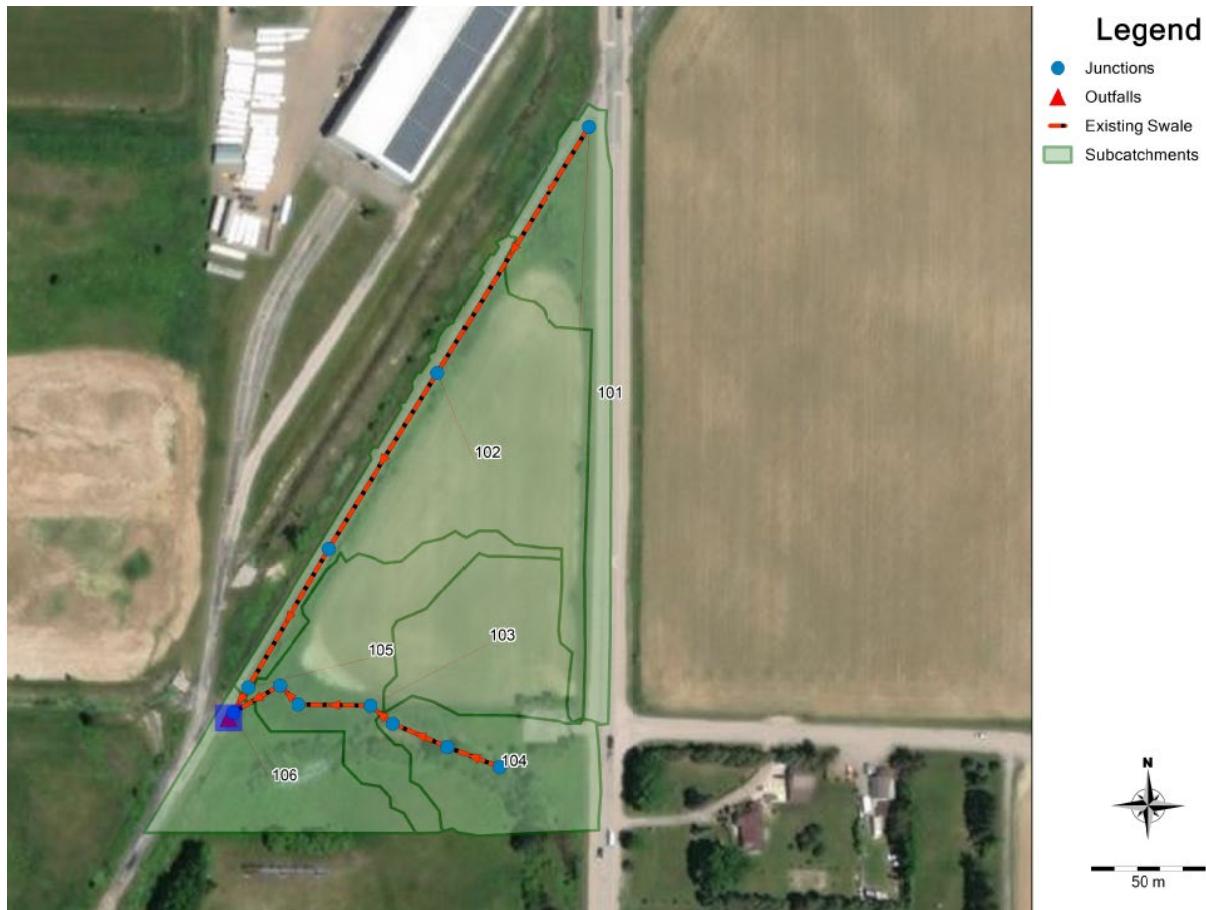 Legend
Junctions
Outfalls
Existing Swale
Subcatchments
101
102
103
105
104
106
N
50 m